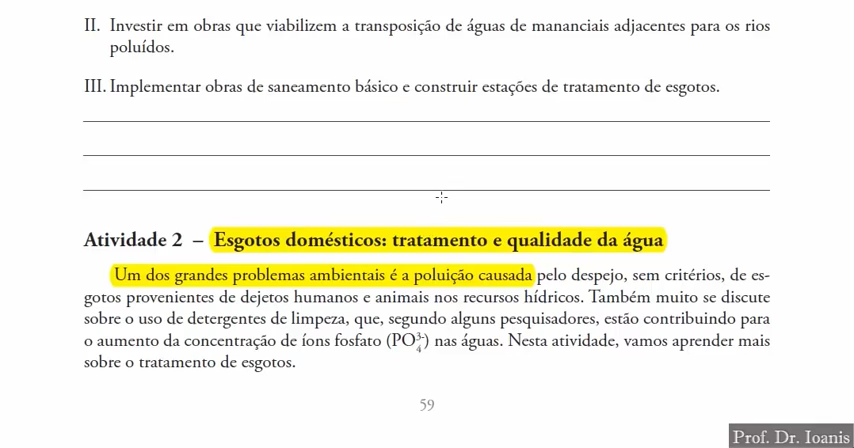 II. Investir em obras que viabilizem a transposição de águas de mananciais adjacentes para os rios
poluídos.
III. Implementar obras de saneamento básico e construir estações de tratamento de esgotos.
Atividade 2 – Esgotos domésticos: tratamento e qualidade da água
Um dos grandes problemas ambientais é a poluição causada pelo despejo, sem critérios, de es-
gotos provenientes de dejetos humanos e animais nos recursos hídricos. Também muito se discute
sobre o uso de detergentes de limpeza, que, segundo alguns pesquisadores, estão contribuindo para
o aumento da concentração de íons fosfato (PO₄³⁻) nas águas. Nesta atividade, vamos aprender mais
sobre o tratamento de esgotos.
59
Prof. Dr. Ioanis